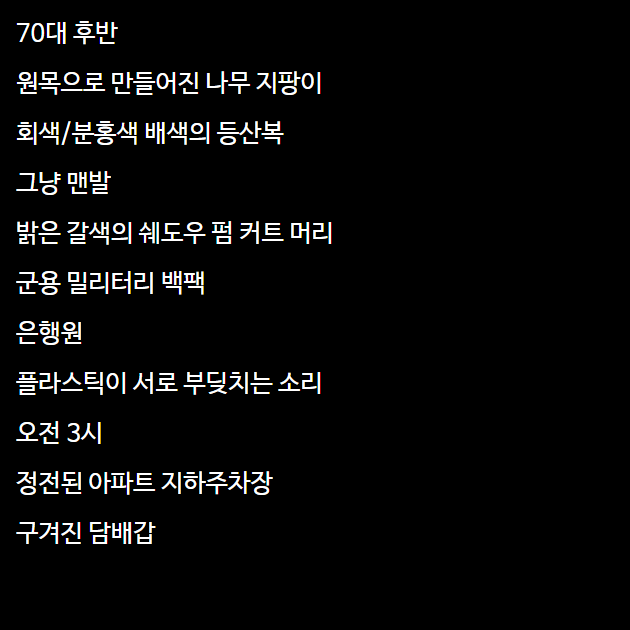 70대 후반
원목으로 만들어진 나무 지팡이
회색/분홍색 배색의 등산복
그냥 맨발
밝은 갈색의 쉐도우 펌 커트 머리
군용 밀리터리 백팩
은행원
플라스틱이 서로 부딪치는 소리
오전 3시
정전된 아파트 지하주차장
구겨진 담배갑